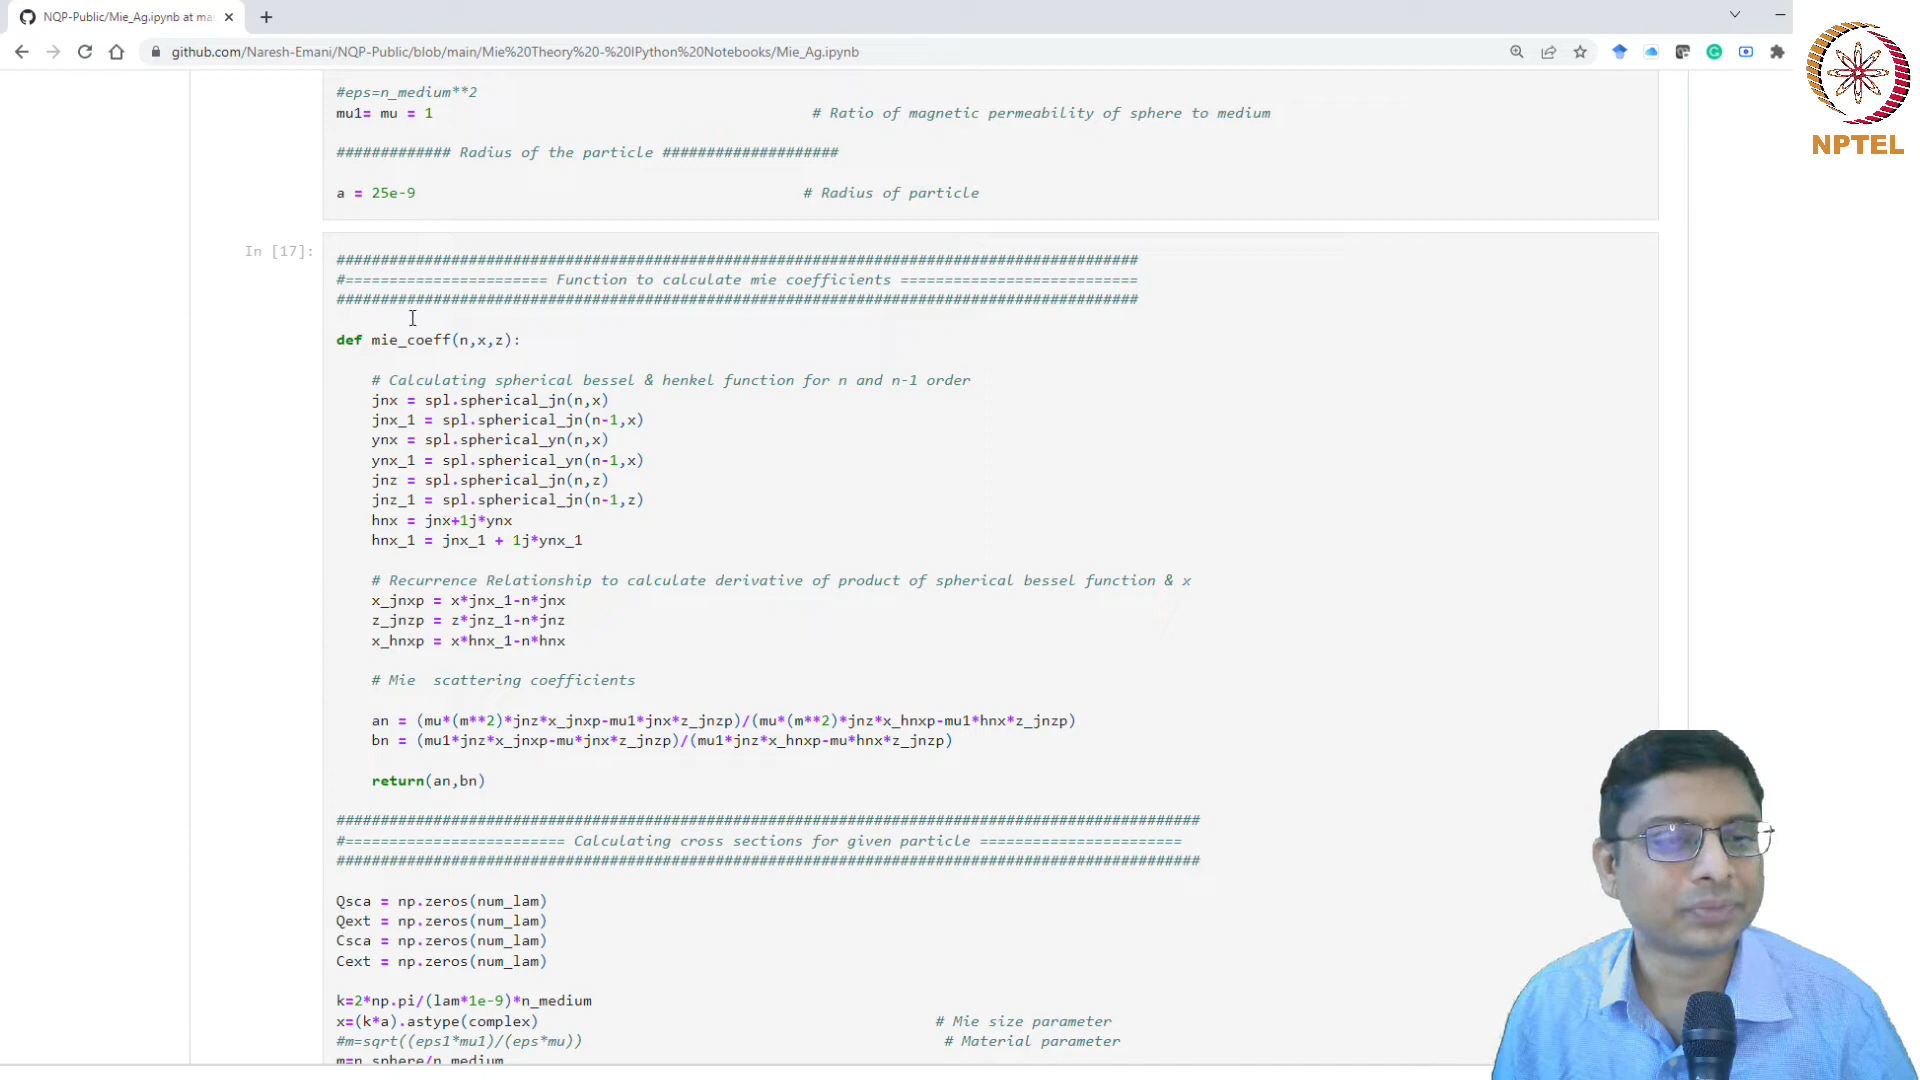 NQP-Public/Mie_Ag.ipynb at ma
github.com/Naresh-Emani/NQP-Public/blob/main/Mie%20Theory%20-%20IPython%20Notebooks/Mie_Ag.ipynb
NPTEL
#eps=n_medium**2
mu1= mu = 1 # Ratio of magnetic permeability of sphere to medium
############# Radius of the particle ####################
a = 25e-9 # Radius of particle
In [17]:
###########################################################################################
#======================= Function to calculate mie coefficients ===========================
###########################################################################################
def mie_coeff(n,x,z):
# Calculating spherical bessel & henkel function for n and n-1 order
jnx = spl.spherical_jn(n,x)
jnx_1 = spl.spherical_jn(n-1,x)
ynx = spl.spherical_yn(n,x)
ynx_1 = spl.spherical_yn(n-1,x)
jnz = spl.spherical_jn(n,z)
jnz_1 = spl.spherical_jn(n-1,z)
hnx = jnx+1j*ynx
hnx_1 = jnx_1 + 1j*ynx_1
# Recurrence Relationship to calculate derivative of product of spherical bessel function & x
x_jnxp = x*jnx_1-n*jnx
z_jnzp = z*jnz_1-n*jnz
x_hnxp = x*hnx_1-n*hnx
# Mie  scattering coefficients
an = (mu*(m**2)*jnz*x_jnxp-mu1*jnx*z_jnzp)/(mu*(m**2)*jnz*x_hnxp-mu1*hnx*z_jnzp)
bn = (mu1*jnz*x_jnxp-mu*jnx*z_jnzp)/(mu1*jnz*x_hnxp-mu*hnx*z_jnzp)
return(an,bn)
##################################################################################################
#========================= Calculating cross sections for given particle =======================
##################################################################################################
Qsca = np.zeros(num_lam)
Qext = np.zeros(num_lam)
Csca = np.zeros(num_lam)
Cext = np.zeros(num_lam)
k=2*np.pi/(lam*1e-9)*n_medium
x=(k*a).astype(complex) # Mie size parameter
#m=sqrt((eps1*mu1)/(eps*mu)) # Material parameter
m=n_sphere/n_medium